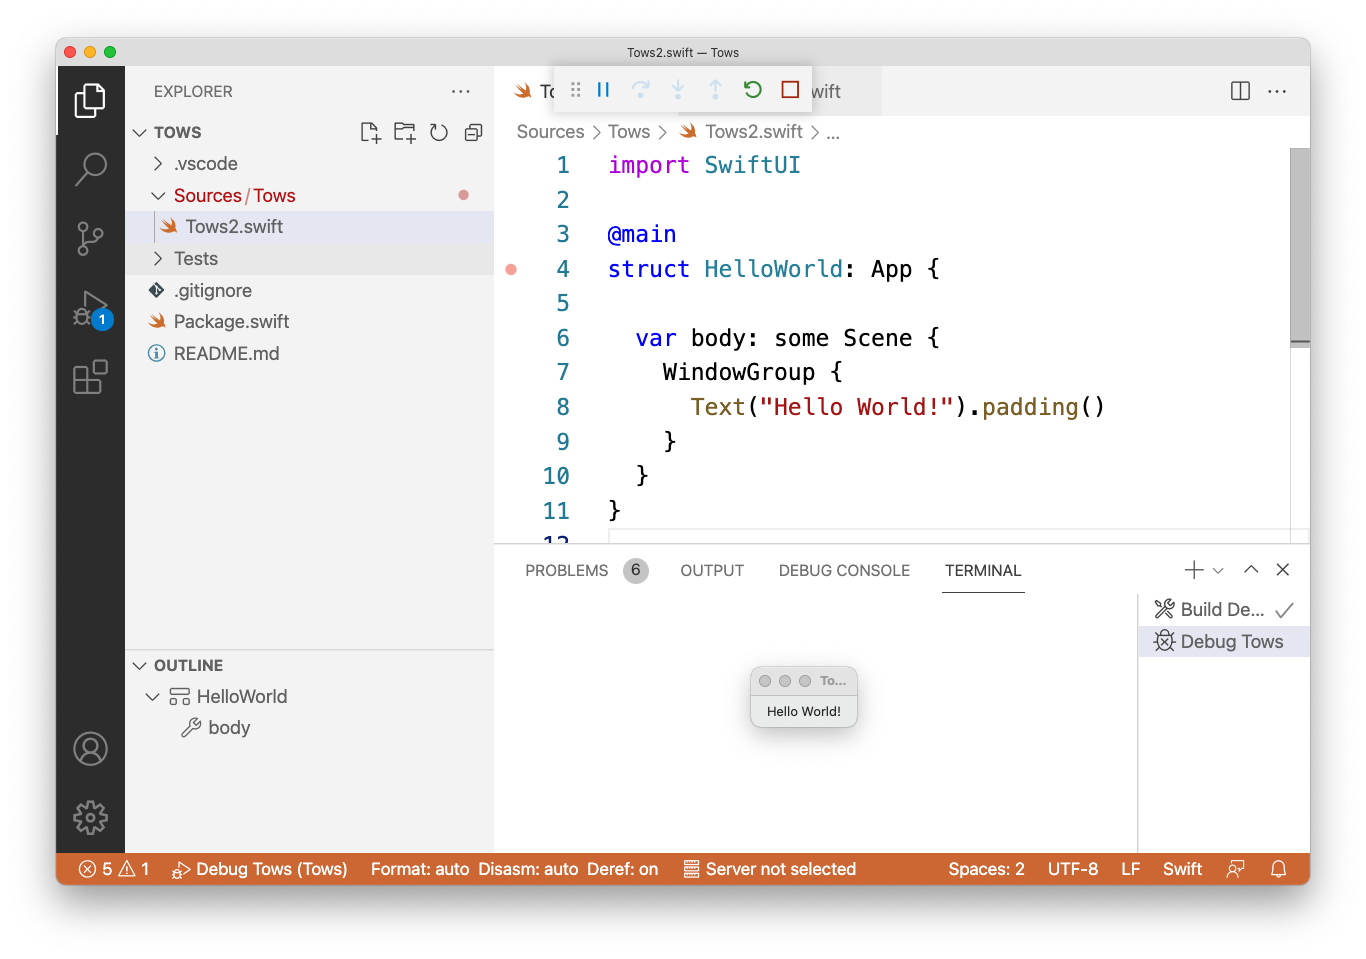 Tows2.swift — Tows
EXPLORER
TOWS
.vscode
Sources/Tows
Tows2.swift
Tests
.gitignore
Package.swift
README.md
OUTLINE
HelloWorld
body
To
wift
Sources > Tows > Tows2.swift > ...
1 import SwiftUI
2
3 @main
4 struct HelloWorld: App {
5
6 var body: some Scene {
7 WindowGroup {
8 Text("Hello World!").padding()
9 }
10 }
11 }
12
PROBLEMS 6 OUTPUT DEBUG CONSOLE TERMINAL
Build De...
Debug Tows
To...
Hello World!
1
5 1 Debug Tows (Tows) Format: auto Disasm: auto Deref: on Server not selected Spaces: 2 UTF-8 LF Swift